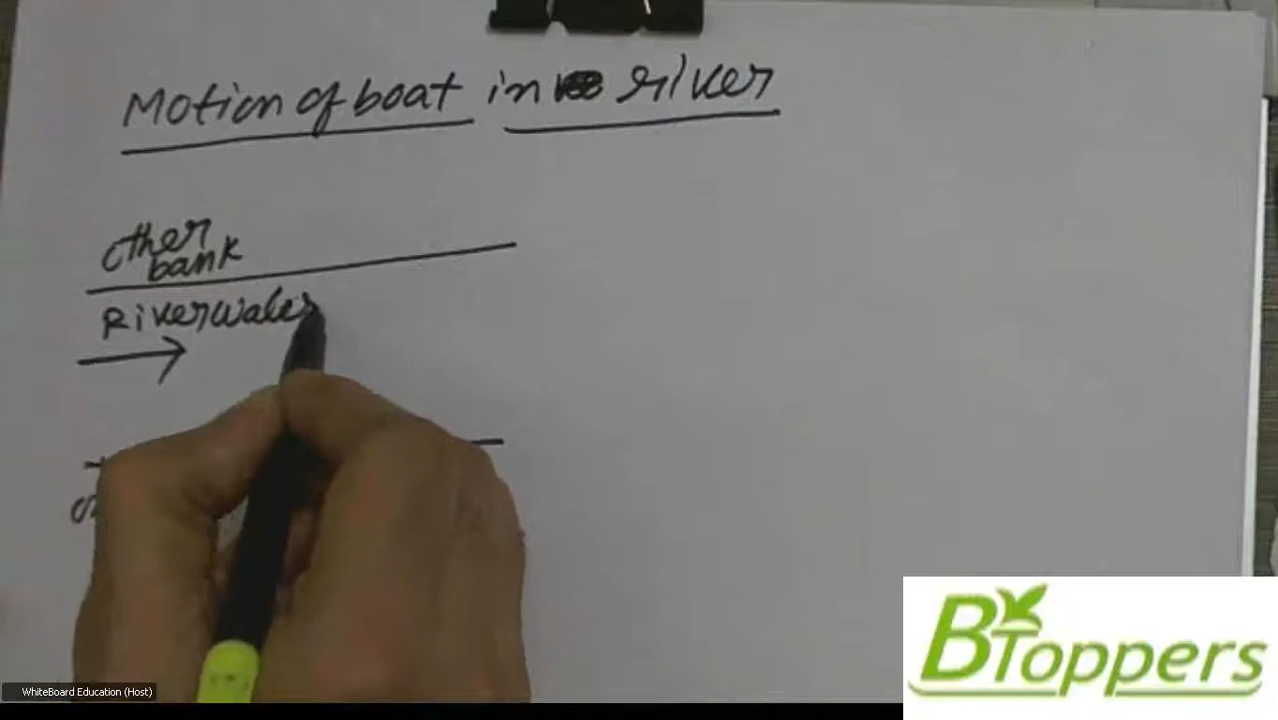 Motion of boat in river
other
bank
Riverwater
WhiteBoard Education (Host)
BToppers